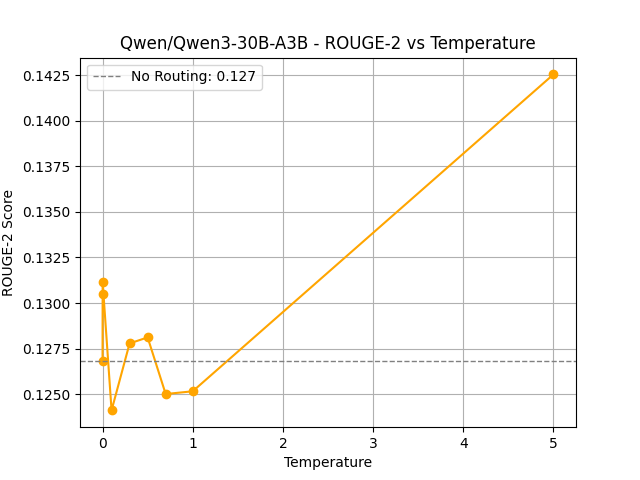 Qwen/Qwen3-30B-A3B - ROUGE-2 vs Temperature
No Routing: 0.127
0.1425
0.1400
0.1375
0.1350
0.1325
0.1300
0.1275
0.1250
ROUGE-2 Score
0 1 2 3 4 5
Temperature